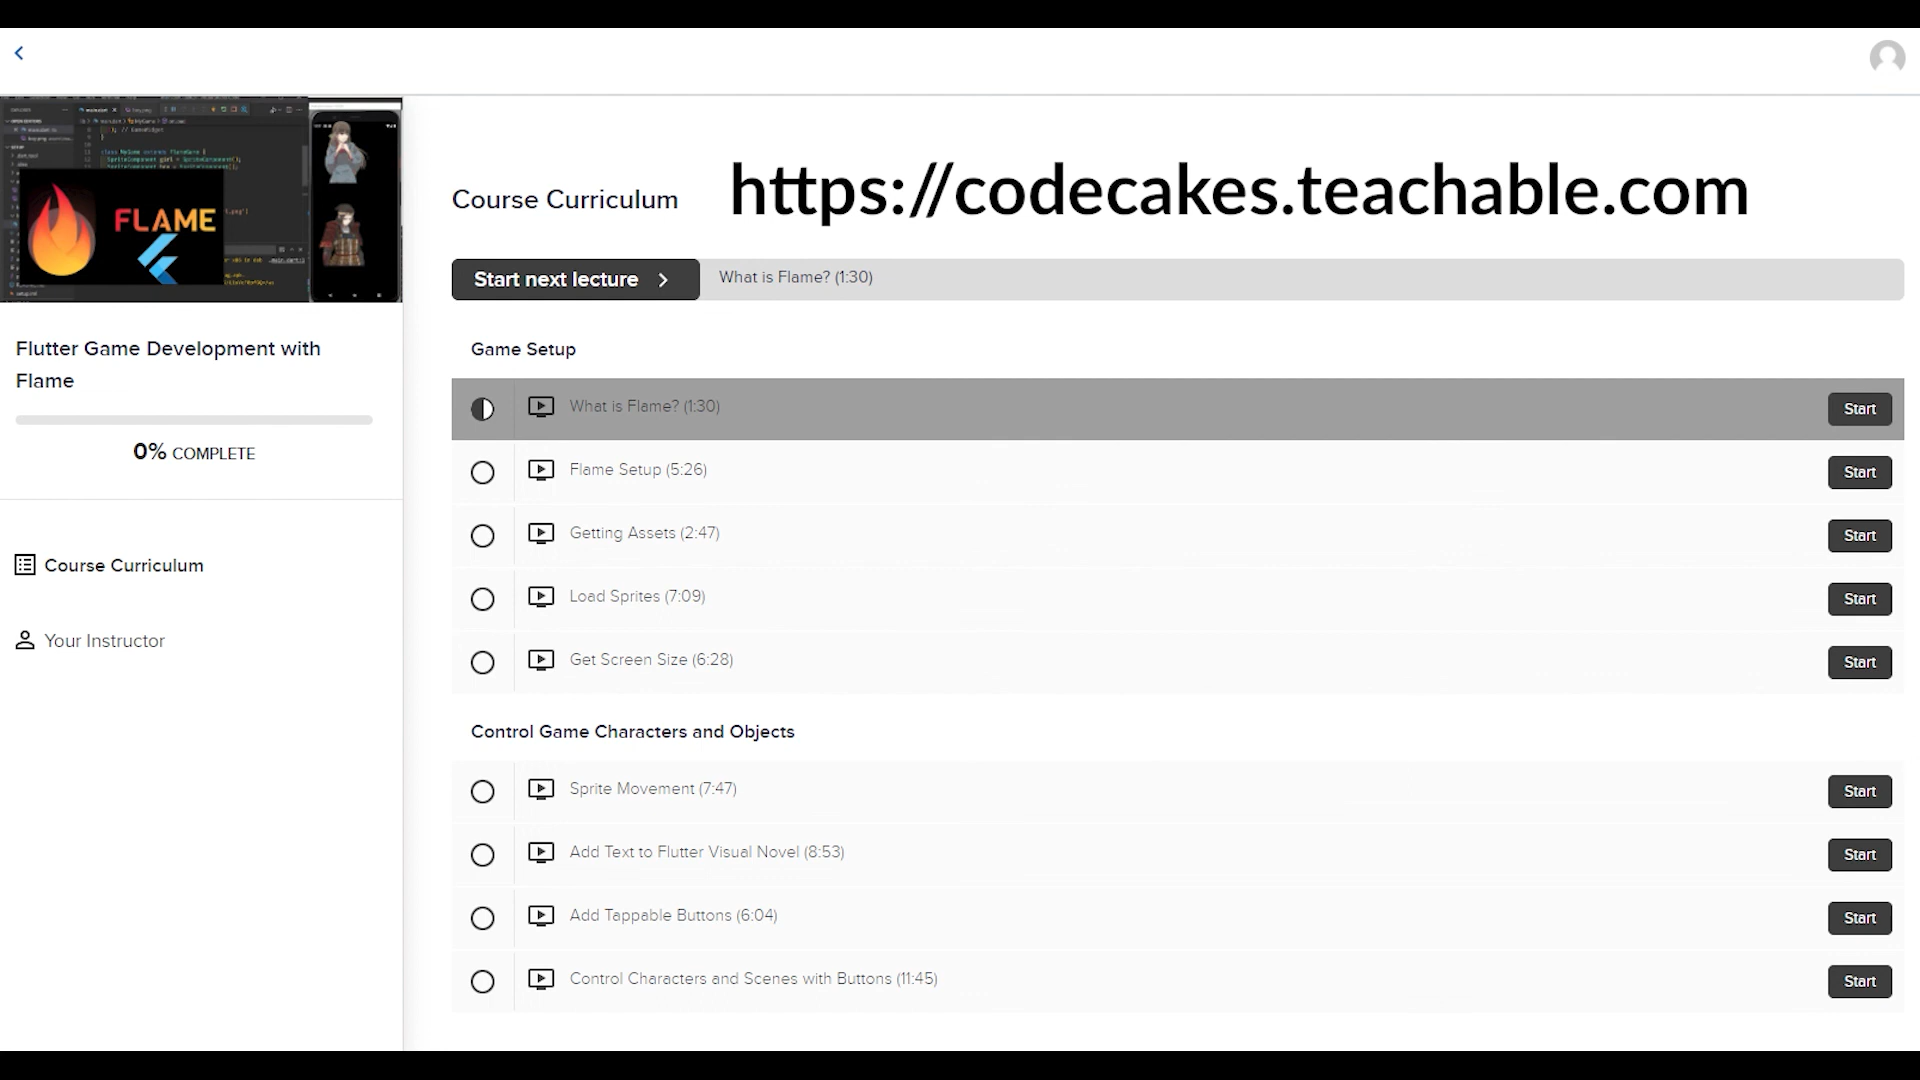 FLAME
Flutter Game Development with
Flame
0% COMPLETE
Course Curriculum
Your Instructor
Course Curriculum
https://codecakes.teachable.com
Start next lecture
What is Flame? (1:30)
Game Setup
What is Flame? (1:30)
Start
Flame Setup (5:26)
Start
Getting Assets (2:47)
Start
Load Sprites (7:09)
Start
Get Screen Size (6:28)
Start
Control Game Characters and Objects
Sprite Movement (7:47)
Start
Add Text to Flutter Visual Novel (8:53)
Start
Add Tappable Buttons (6:04)
Start
Control Characters and Scenes with Buttons (11:45)
Start